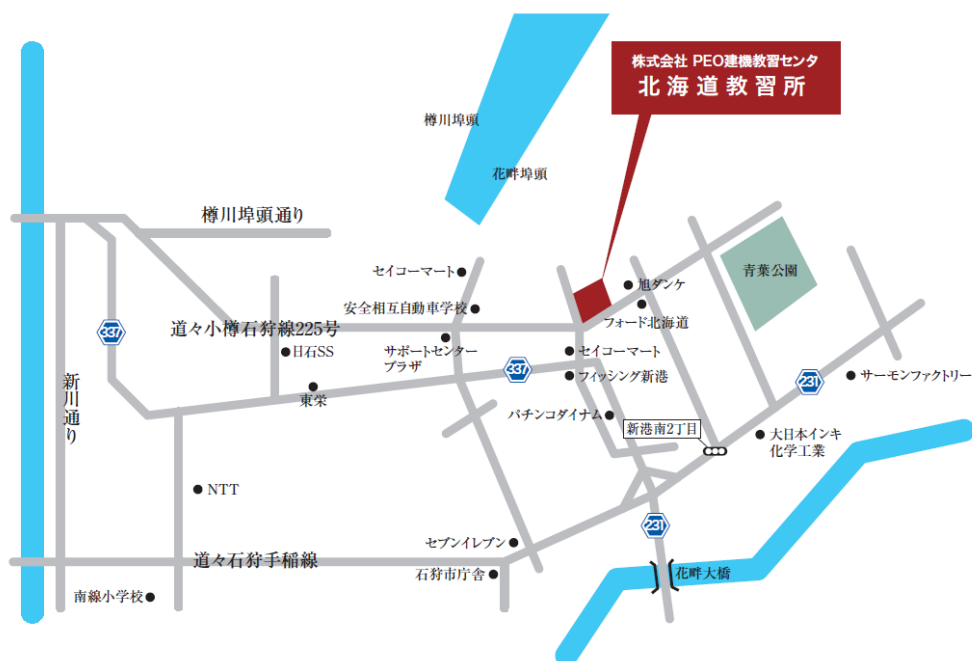 株式会社 PEO建機教習センタ
北海道教習所
樽川埠頭
花畔埠頭
樽川埠頭通り
セイコーマート
青葉公園
旭ダンケ
安全相互自動車学校
フォード北海道
道々小樽石狩線225号
337
サポートセンター
プラザ
日石SS
セイコーマート
337
フィッシング新港
新川通り
東栄
231
サーモンファクトリー
パチンコダイナム
新港南2丁目
大日本インキ
化学工業
NTT
231
セブンイレブン
道々石狩手稲線
石狩市庁舎
花畔大橋
南線小学校